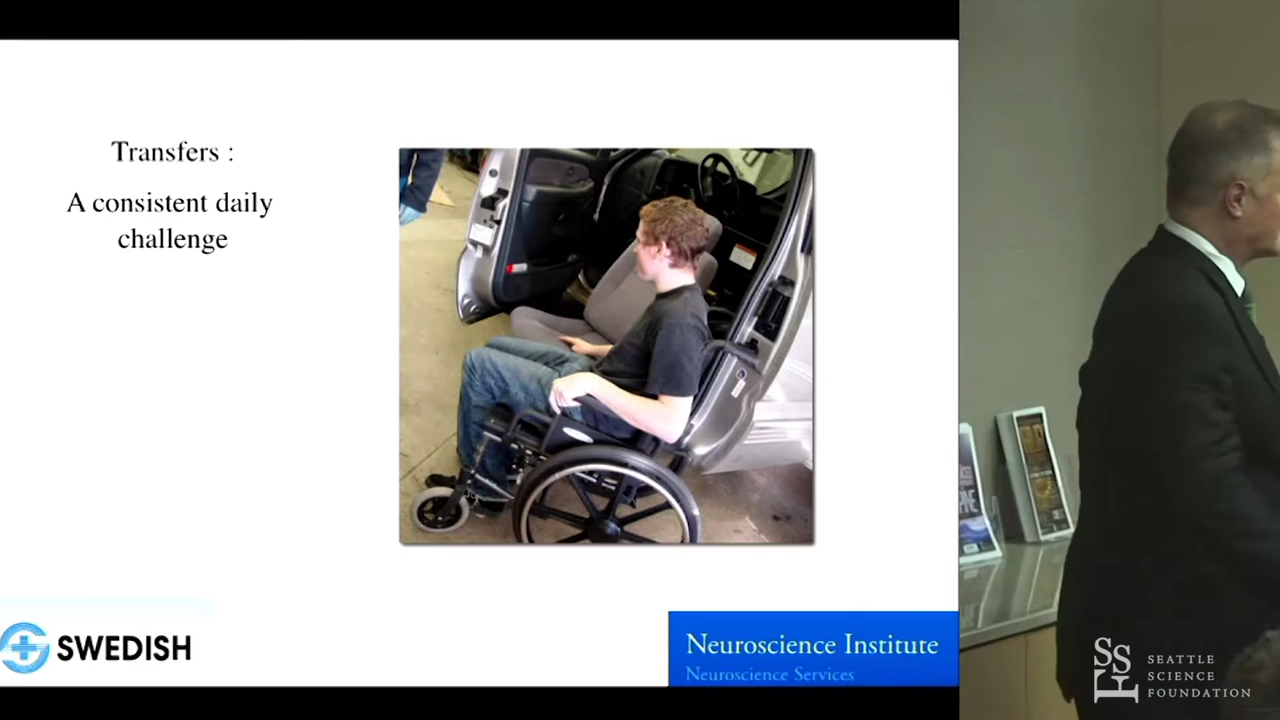 Transfers :
A consistent daily
challenge
SWEDISH
Neuroscience Institute
Neuroscience Services
SEATTLE
SCIENCE
FOUNDATION